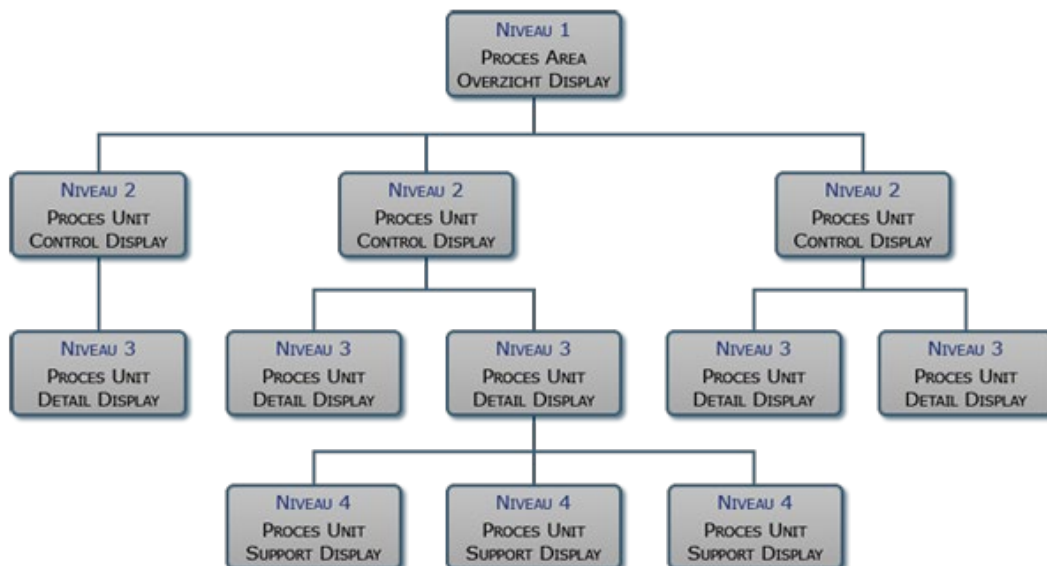 Niveau 1
Proces Area
Overzicht Display
Niveau 2
Proces Unit
Control Display
Niveau 2
Proces Unit
Control Display
Niveau 2
Proces Unit
Control Display
Niveau 3
Proces Unit
Detail Display
Niveau 3
Proces Unit
Detail Display
Niveau 3
Proces Unit
Detail Display
Niveau 3
Proces Unit
Detail Display
Niveau 3
Proces Unit
Detail Display
Niveau 4
Proces Unit
Support Display
Niveau 4
Proces Unit
Support Display
Niveau 4
Proces Unit
Support Display